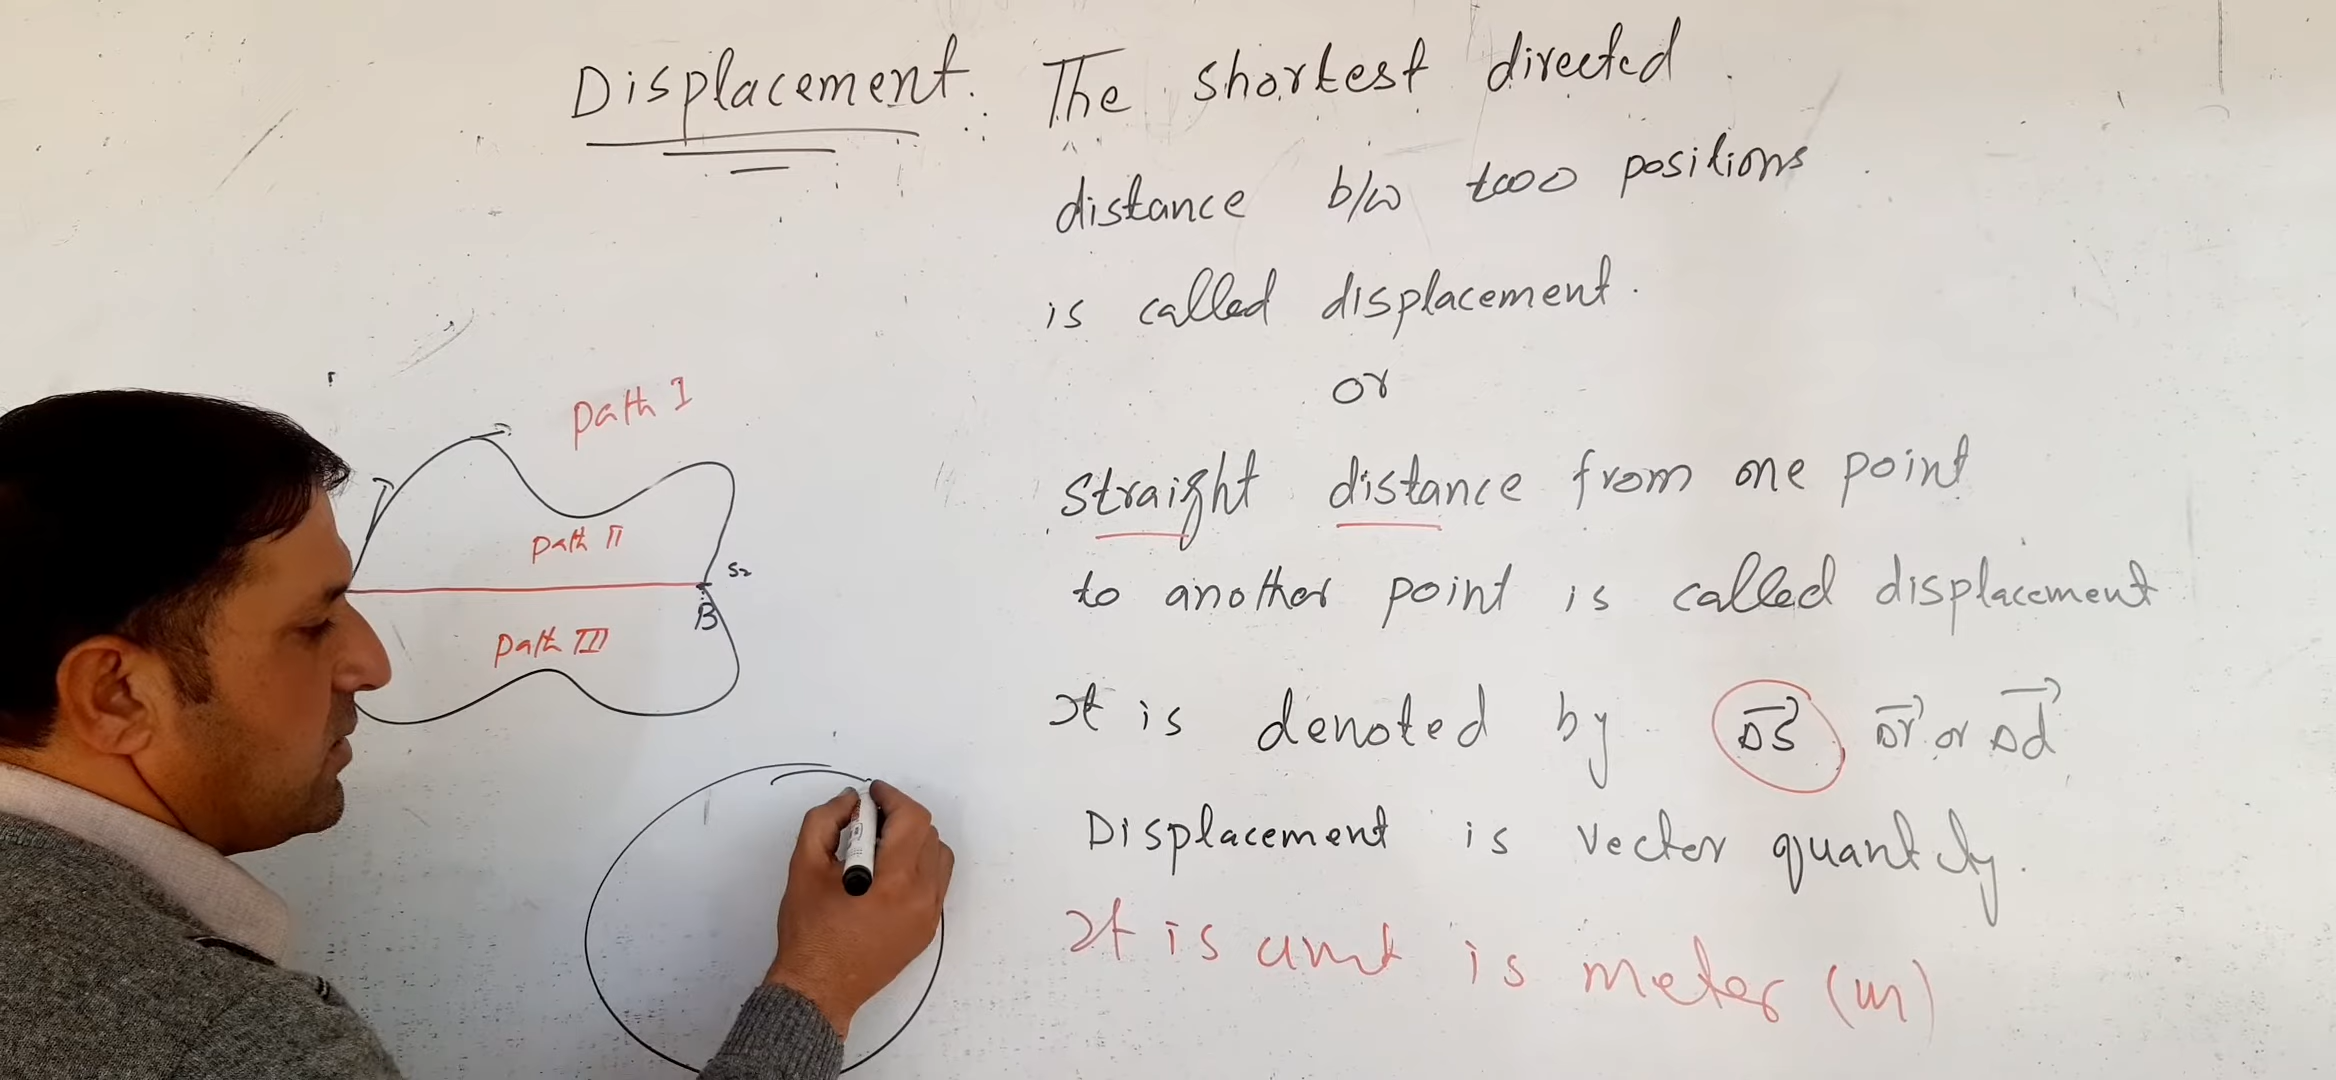 Displacement. The shortest directed
distance b/w two positions
is called displacement.
or
Straight distance from one point
to another point is called displacement
It is denoted by ΔS⃗, Δr⃗ or Δd⃗
Displacement is vector quantity.
It is unit is meter (m)
path I
path II
S₂
B
path III